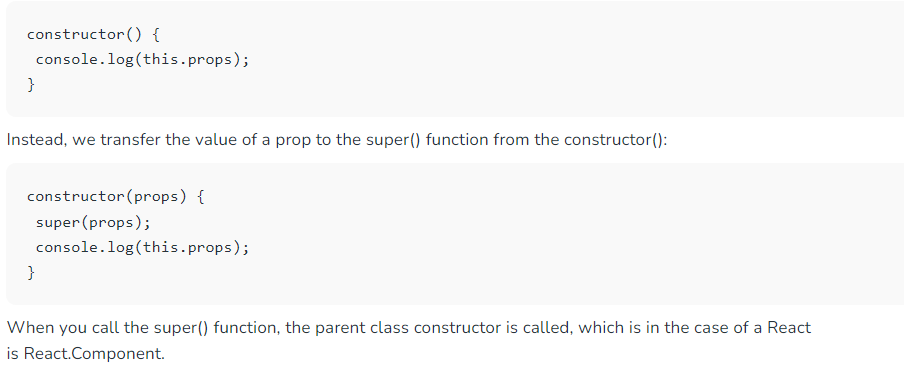 constructor() {
 console.log(this.props);
}
Instead, we transfer the value of a prop to the super() function from the constructor():
constructor(props) {
 super(props);
 console.log(this.props);
}
When you call the super() function, the parent class constructor is called, which is in the case of a React
is React.Component.